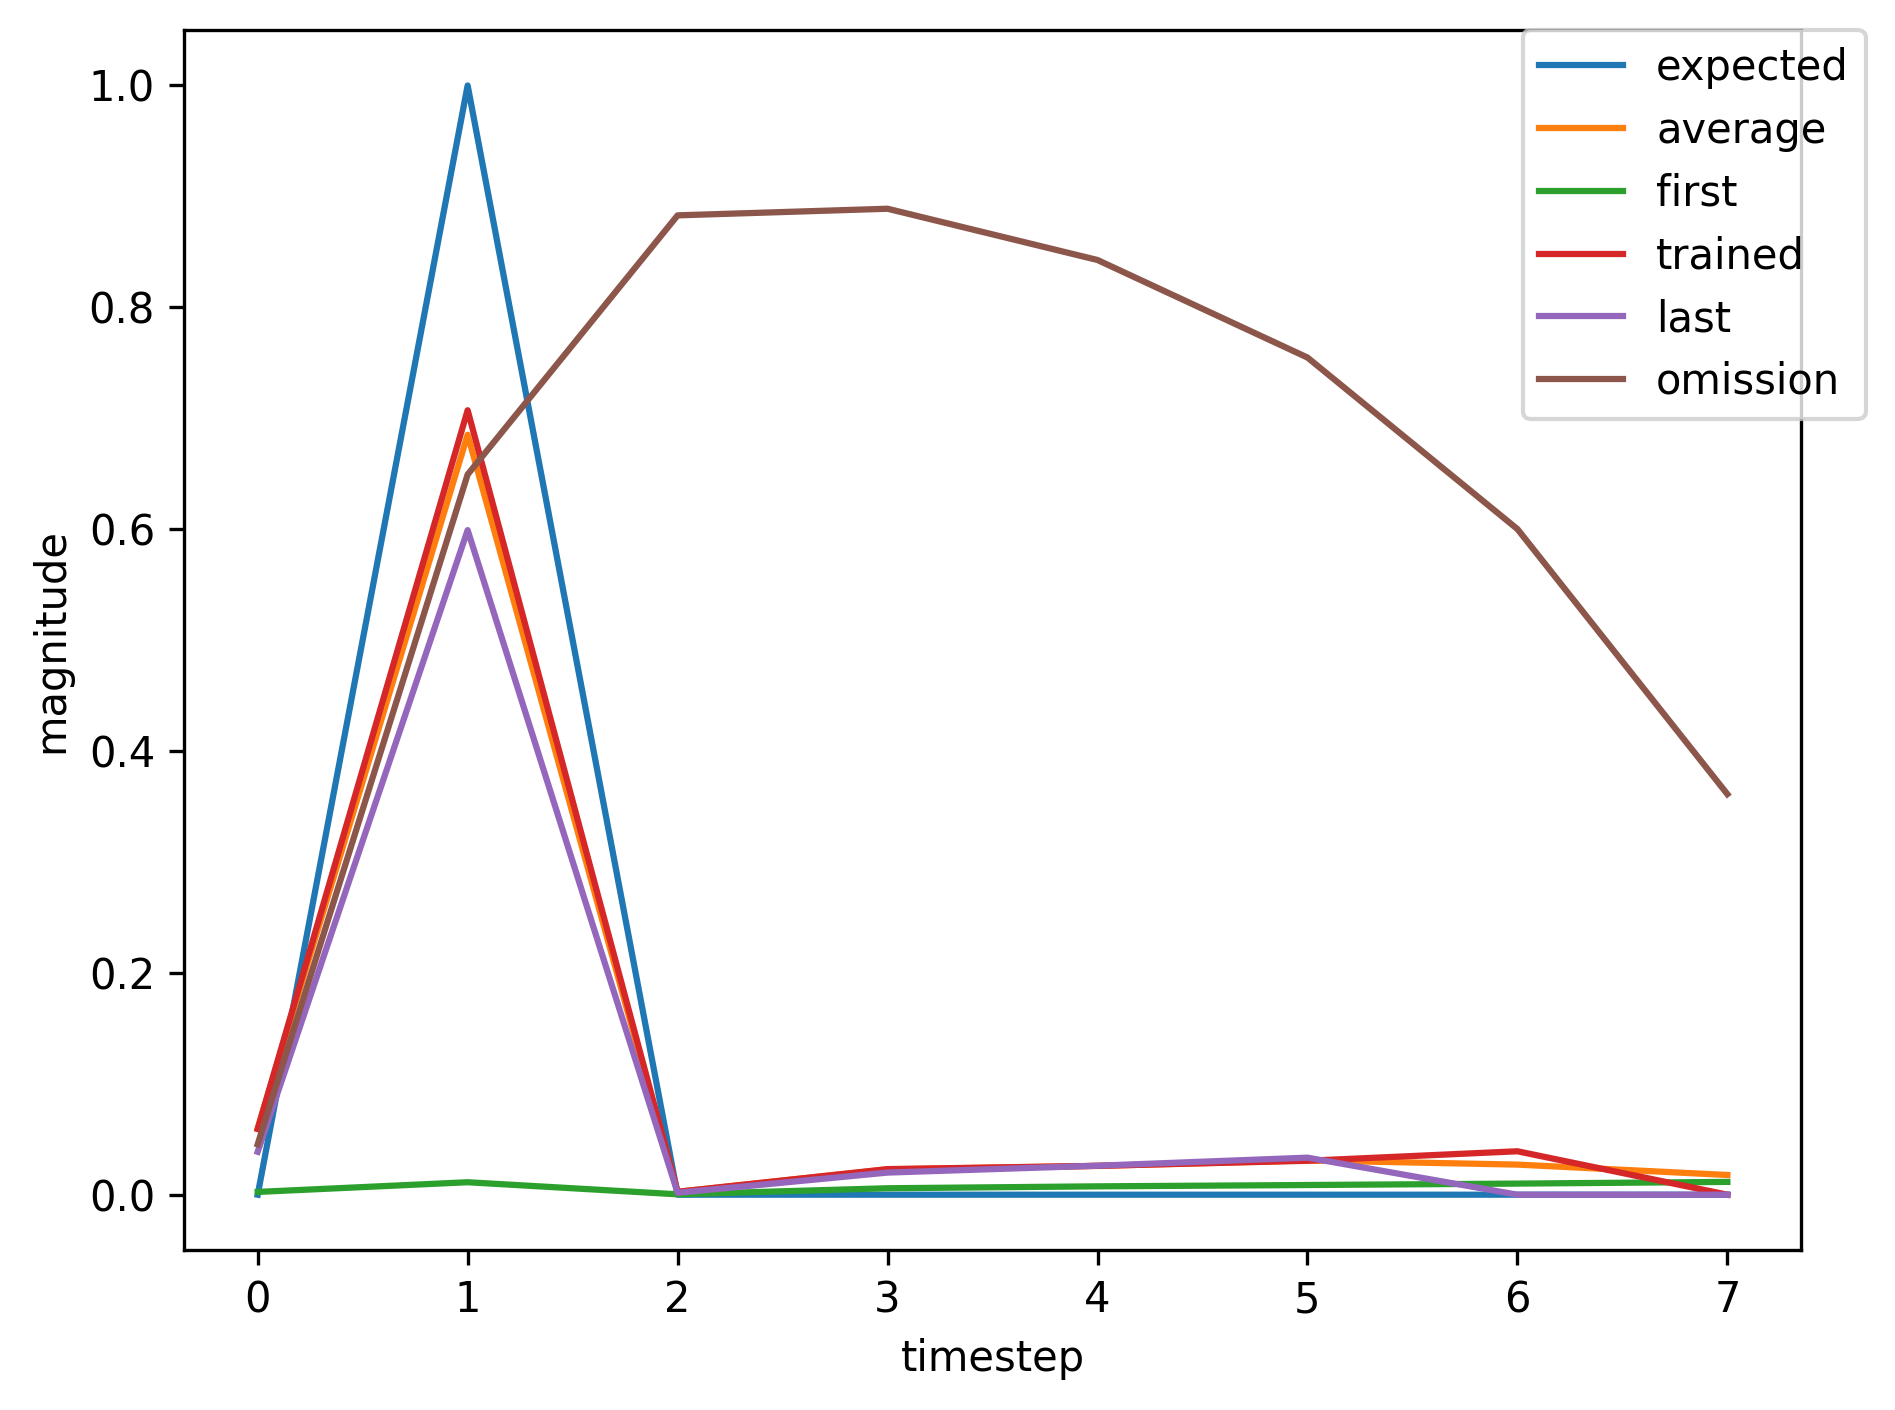 expected
average
first
trained
last
omission
1.0
0.8
0.6
0.4
0.2
0.0
magnitude
0 1 2 3 4 5 6 7
timestep